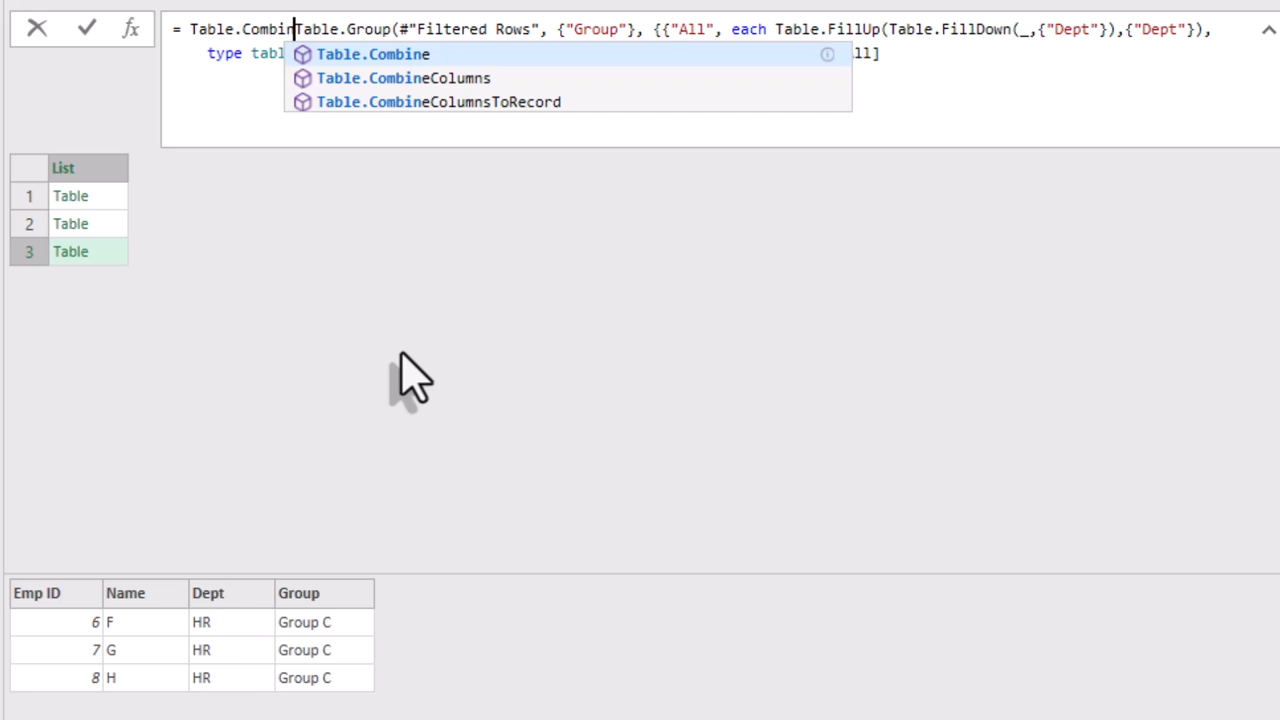 = Table.CombinTable.Group(#"Filtered Rows", {"Group"}, {{"All", each Table.FillUp(Table.FillDown(_,{"Dept"}),{"Dept"}),
type tabl ll]
Table.Combine
Table.CombineColumns
Table.CombineColumnsToRecord
List
1 Table
2 Table
3 Table
Emp ID Name Dept Group
6 F HR Group C
7 G HR Group C
8 H HR Group C